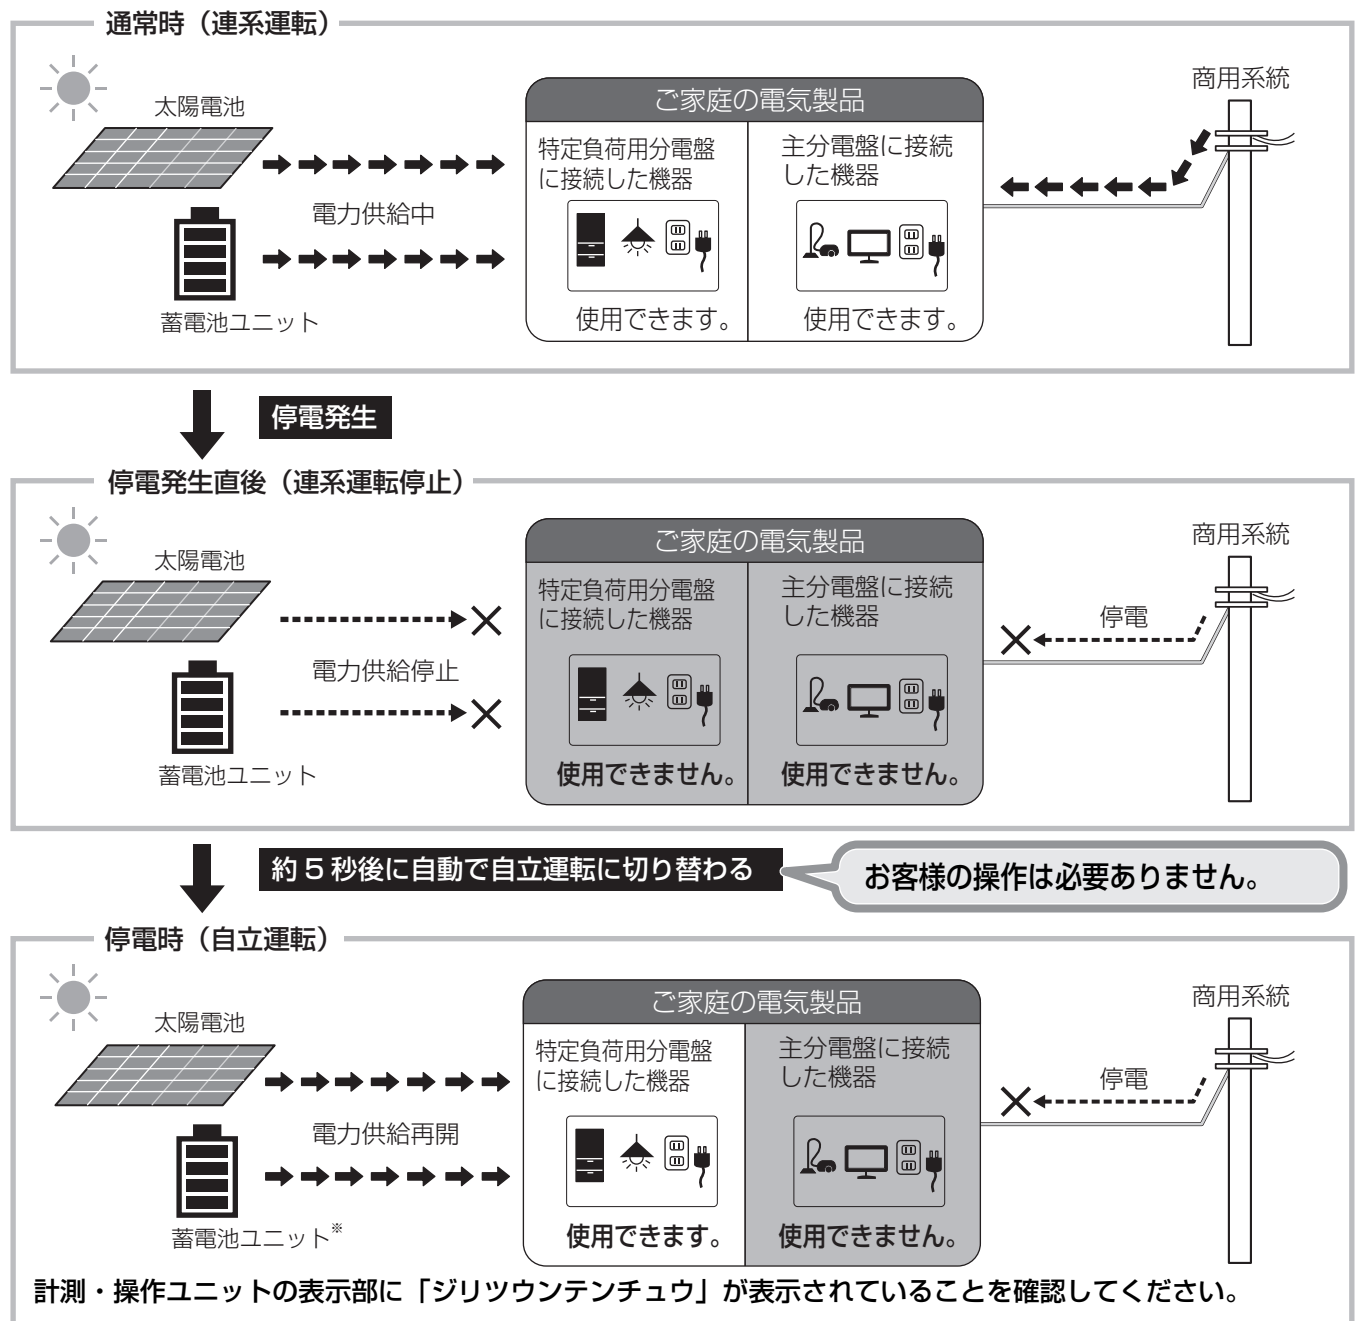 通常時（連系運転）
太陽電池
電力供給中
蓄電池ユニット
ご家庭の電気製品
特定負荷用分電盤
に接続した機器
使用できます。
主分電盤に接続
した機器
使用できます。
商用系統
停電発生
停電発生直後（連系運転停止）
太陽電池
電力供給停止
蓄電池ユニット
ご家庭の電気製品
特定負荷用分電盤
に接続した機器
使用できません。
主分電盤に接続
した機器
使用できません。
商用系統
停電
約5秒後に自動で自立運転に切り替わる
お客様の操作は必要ありません。
停電時（自立運転）
太陽電池
電力供給再開
蓄電池ユニット※
ご家庭の電気製品
特定負荷用分電盤
に接続した機器
使用できます。
主分電盤に接続
した機器
使用できません。
商用系統
停電
計測・操作ユニットの表示部に「ジリツウンテンチュウ」が表示されていることを確認してください。